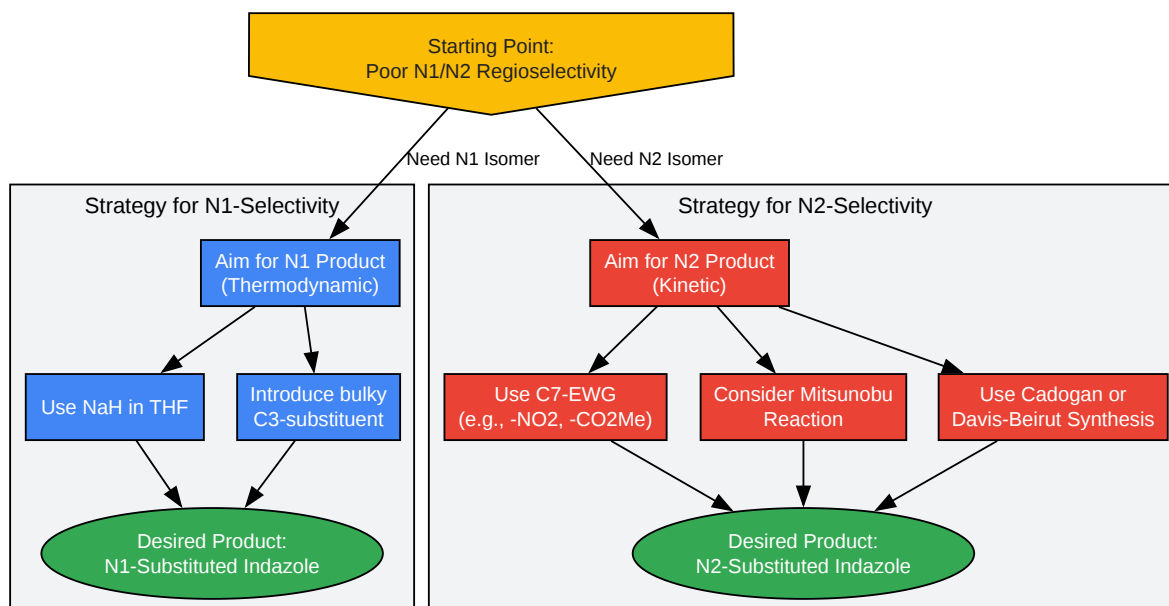 Starting Point:
Poor N1/N2 Regioselectivity
Need N1 Isomer
Need N2 Isomer
Strategy for N1-Selectivity
Aim for N1 Product
(Thermodynamic)
Use NaH in THF
Introduce bulky
C3-substituent
Desired Product:
N1-Substituted Indazole
Strategy for N2-Selectivity
Aim for N2 Product
(Kinetic)
Use C7-EWG
(e.g., -NO2, -CO2Me)
Consider Mitsunobu
Reaction
Use Cadogan or
Davis-Beirut Synthesis
Desired Product:
N2-Substituted Indazole